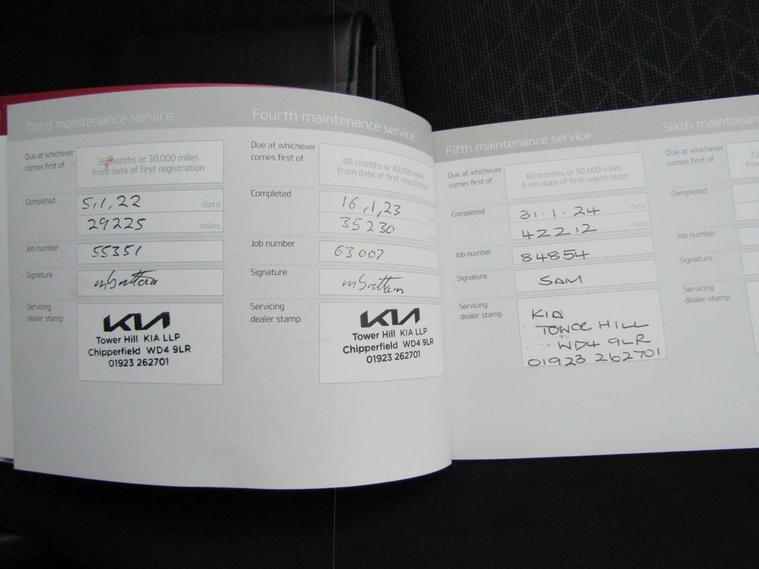 Third maintenance service
Due at whichever
comes first of
36 months or 30,000 miles
from date of first registration
Completed
5,1,22 date
29225 miles
Job number
55351
Signature
Servicing
dealer stamp
KIA
Tower Hill KIA LLP
Chipperfield WD4 9LR
01923 262701
Fourth maintenance service
Due at whichever
comes first of
48 months or 40,000 miles
from date of first registration
Completed
16,1,23
35230
Job number
63007
Signature
Servicing
dealer stamp
KIA
Tower Hill KIA LLP
Chipperfield WD4 9LR
01923 262701
Fifth maintenance service
Due at whichever
comes first of
60 months or 50,000 miles
from date of first registration
Completed
31.1.24 date
42212 miles
Job number
84854
Signature
SAM
Servicing
dealer stamp
KIA
TOWOE HILL
WD4 9LR
01923 262701
Sixth
Due at whichever
comes first of
72
from
Completed
Job number
Signature
Servicing
dealer stamp